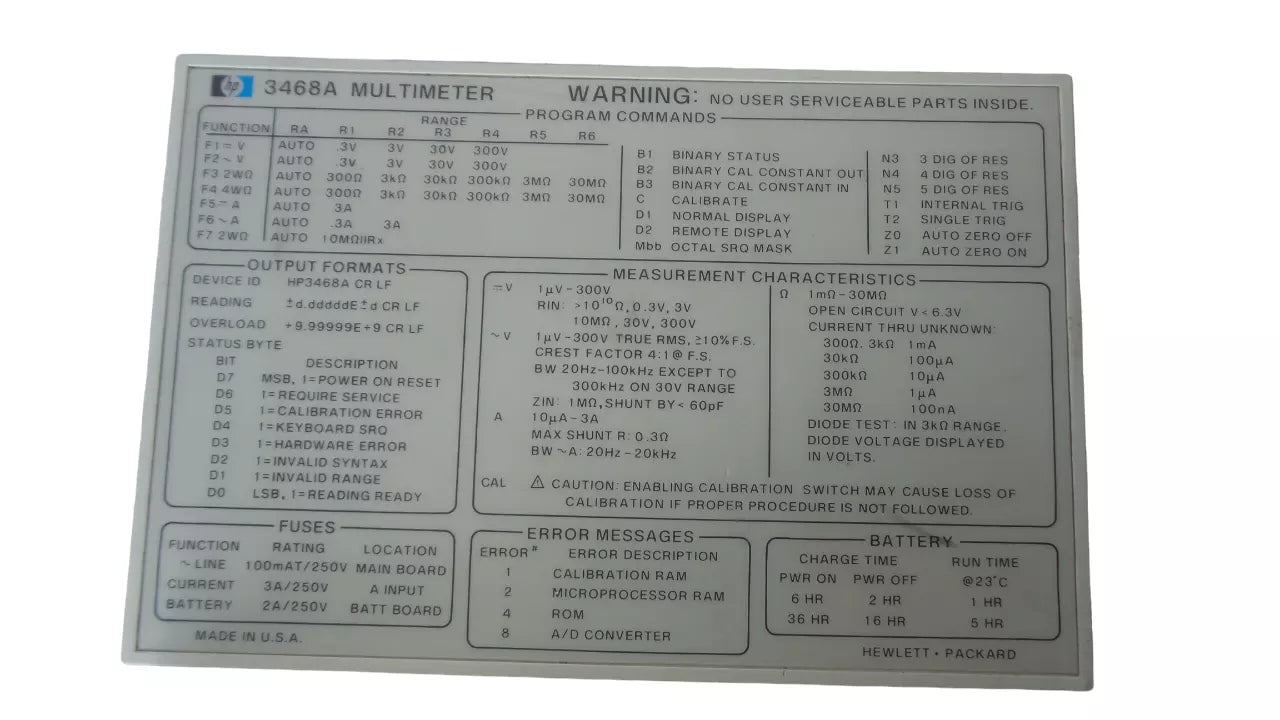 hp 3468A MULTIMETER WARNING: NO USER SERVICEABLE PARTS INSIDE.
PROGRAM COMMANDS
RANGE
FUNCTION RA R1 R2 R3 R4 R5 R6
F1 ⎓ V AUTO .3V 3V 30V 300V
F2 ~ V AUTO .3V 3V 30V 300V
F3 2WΩ AUTO 300Ω 3kΩ 30kΩ 300kΩ 3MΩ 30MΩ
F4 4WΩ AUTO 300Ω 3kΩ 30kΩ 300kΩ 3MΩ 30MΩ
F5 ⎓ A AUTO .3A
F6 ~ A AUTO .3A 3A
F7 2WΩ AUTO 10MΩIIRx
B1 BINARY STATUS
B2 BINARY CAL CONSTANT OUT
B3 BINARY CAL CONSTANT IN
C CALIBRATE
D1 NORMAL DISPLAY
D2 REMOTE DISPLAY
Mbb OCTAL SRQ MASK
N3 3 DIG OF RES
N4 4 DIG OF RES
N5 5 DIG OF RES
T1 INTERNAL TRIG
T2 SINGLE TRIG
Z0 AUTO ZERO OFF
Z1 AUTO ZERO ON
OUTPUT FORMATS
DEVICE ID HP3468A CR LF
READING ±d.dddddE±d CR LF
OVERLOAD +9.99999E+9 CR LF
STATUS BYTE
BIT DESCRIPTION
D7 MSB, 1=POWER ON RESET
D6 1=REQUIRE SERVICE
D5 1=CALIBRATION ERROR
D4 1=KEYBOARD SRQ
D3 1=HARDWARE ERROR
D2 1=INVALID SYNTAX
D1 1=INVALID RANGE
D0 LSB, 1=READING READY
MEASUREMENT CHARACTERISTICS
⎓ V 1µV-300V
RIN: >10¹⁰Ω, 0.3V, 3V
10MΩ, 30V, 300V
~ V 1µV-300V TRUE RMS, ≥10% F.S.
CREST FACTOR 4:1 @ F.S.
BW 20Hz-100kHz EXCEPT TO
300kHz ON 30V RANGE
ZIN: 1MΩ, SHUNT BY < 60pF
A 10µA-3A
MAX SHUNT R: 0.3Ω
BW ~A: 20Hz-20kHz
Ω 1mΩ-30MΩ
OPEN CIRCUIT V < 6.3V
CURRENT THRU UNKNOWN:
300Ω, 3kΩ 1mA
30kΩ 100µA
300kΩ 10µA
3MΩ 1µA
30MΩ 100nA
DIODE TEST: IN 3kΩ RANGE.
DIODE VOLTAGE DISPLAYED
IN VOLTS.
CAL ⚠ CAUTION: ENABLING CALIBRATION SWITCH MAY CAUSE LOSS OF
CALIBRATION IF PROPER PROCEDURE IS NOT FOLLOWED.
FUSES
FUNCTION RATING LOCATION
~ LINE 100mAT/250V MAIN BOARD
CURRENT 3A/250V A INPUT
BATTERY 2A/250V BATT BOARD
ERROR MESSAGES
ERROR # ERROR DESCRIPTION
1 CALIBRATION RAM
2 MICROPROCESSOR RAM
4 ROM
8 A/D CONVERTER
BATTERY
CHARGE TIME RUN TIME
PWR ON PWR OFF @23°C
6 HR 2 HR 1 HR
36 HR 16 HR 5 HR
MADE IN U.S.A.
HEWLETT • PACKARD